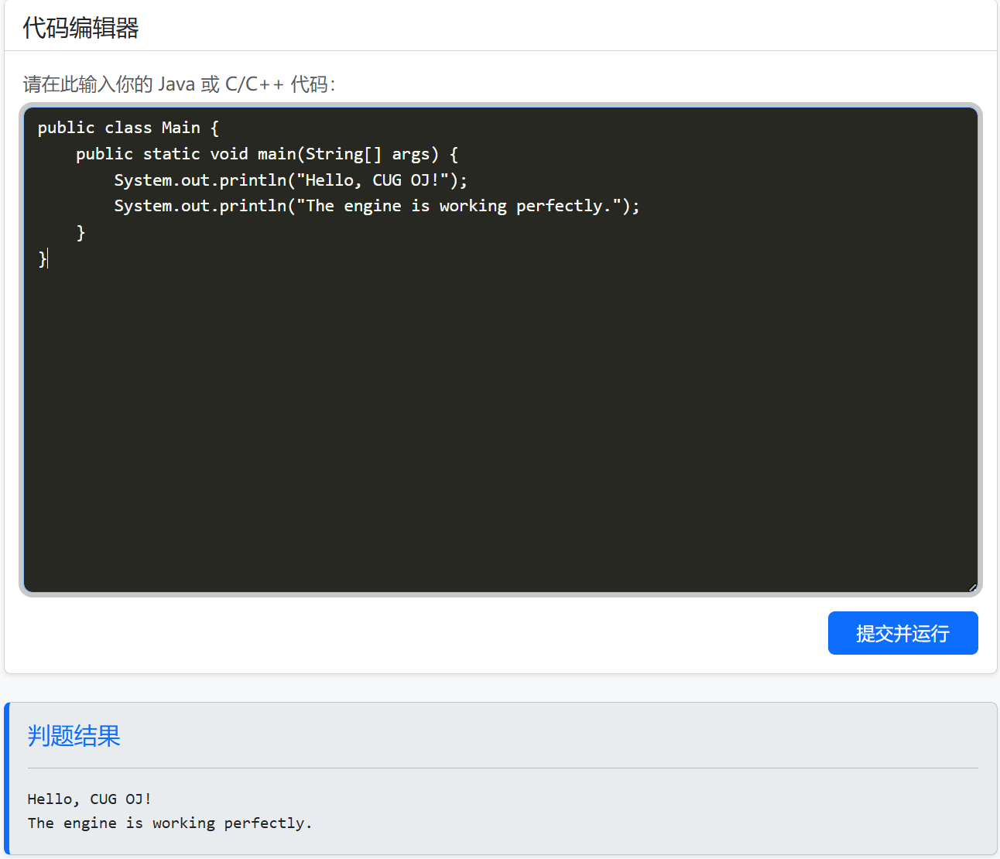 代码编辑器
请在此输入你的 Java 或 C/C++ 代码：
public class Main {
    public static void main(String[] args) {
        System.out.println("Hello, CUG OJ!");
        System.out.println("The engine is working perfectly.");
    }
}
提交并运行
判题结果
Hello, CUG OJ!
The engine is working perfectly.